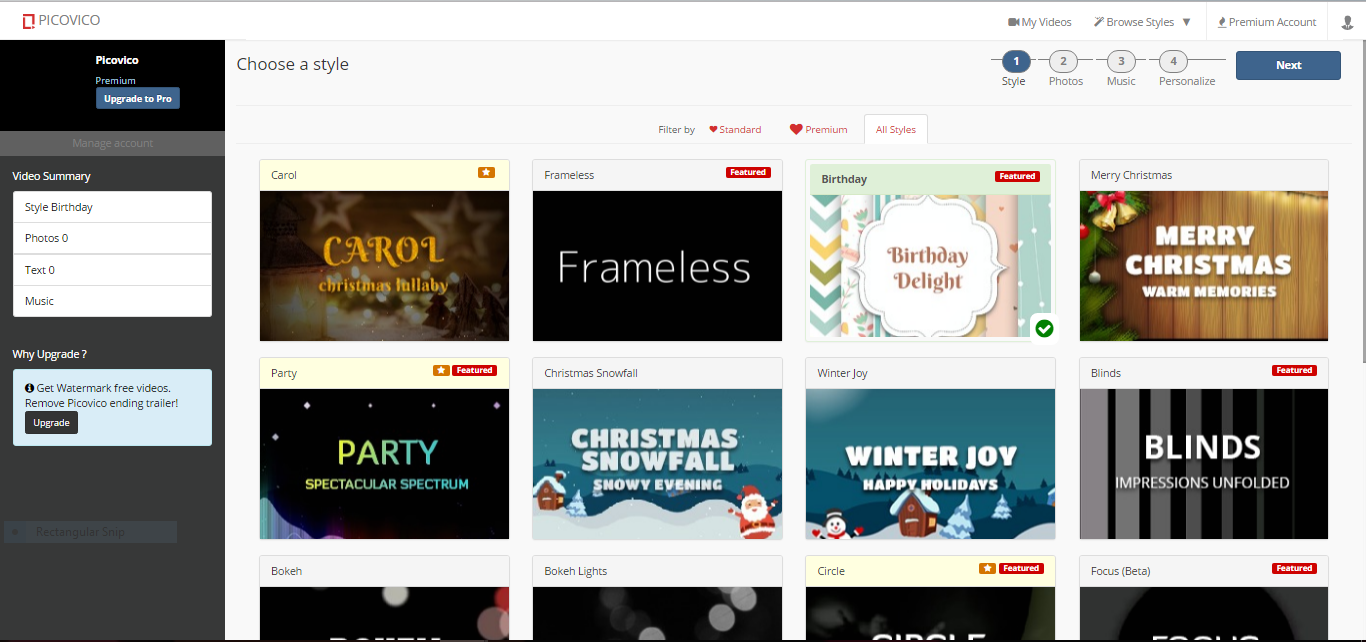 PICOVICO
My Videos
Browse Styles ▼
Premium Account
Picovico
Premium
Upgrade to Pro
Manage account
Video Summary
Style Birthday
Photos 0
Text 0
Music
Why Upgrade ?
Get Watermark free videos.
Remove Picovico ending trailer!
Upgrade
Rectangular Snip
Choose a style
1
Style
2
Photos
3
Music
4
Personalize
Next
Filter by
Standard
Premium
All Styles
Carol
CAROL
christmas lullaby
Frameless
Featured
Frameless
Birthday
Featured
Birthday
Delight
Merry Christmas
MERRY
CHRISTMAS
WARM MEMORIES
Party
Featured
PARTY
SPECTACULAR SPECTRUM
Christmas Snowfall
CHRISTMAS
SNOWFALL
SNOWY EVENING
Winter Joy
WINTER JOY
HAPPY HOLIDAYS
Blinds
Featured
BLINDS
IMPRESSIONS UNFOLDED
Bokeh
BOKEH
Bokeh Lights
Circle
Featured
CIRCLE
Focus (Beta)
Featured
FOCUS